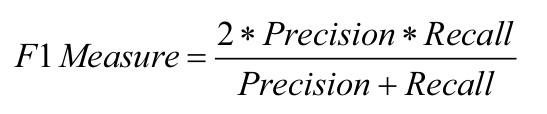 F1 Measure = 2 * Precision * Recall / Precision + Recall